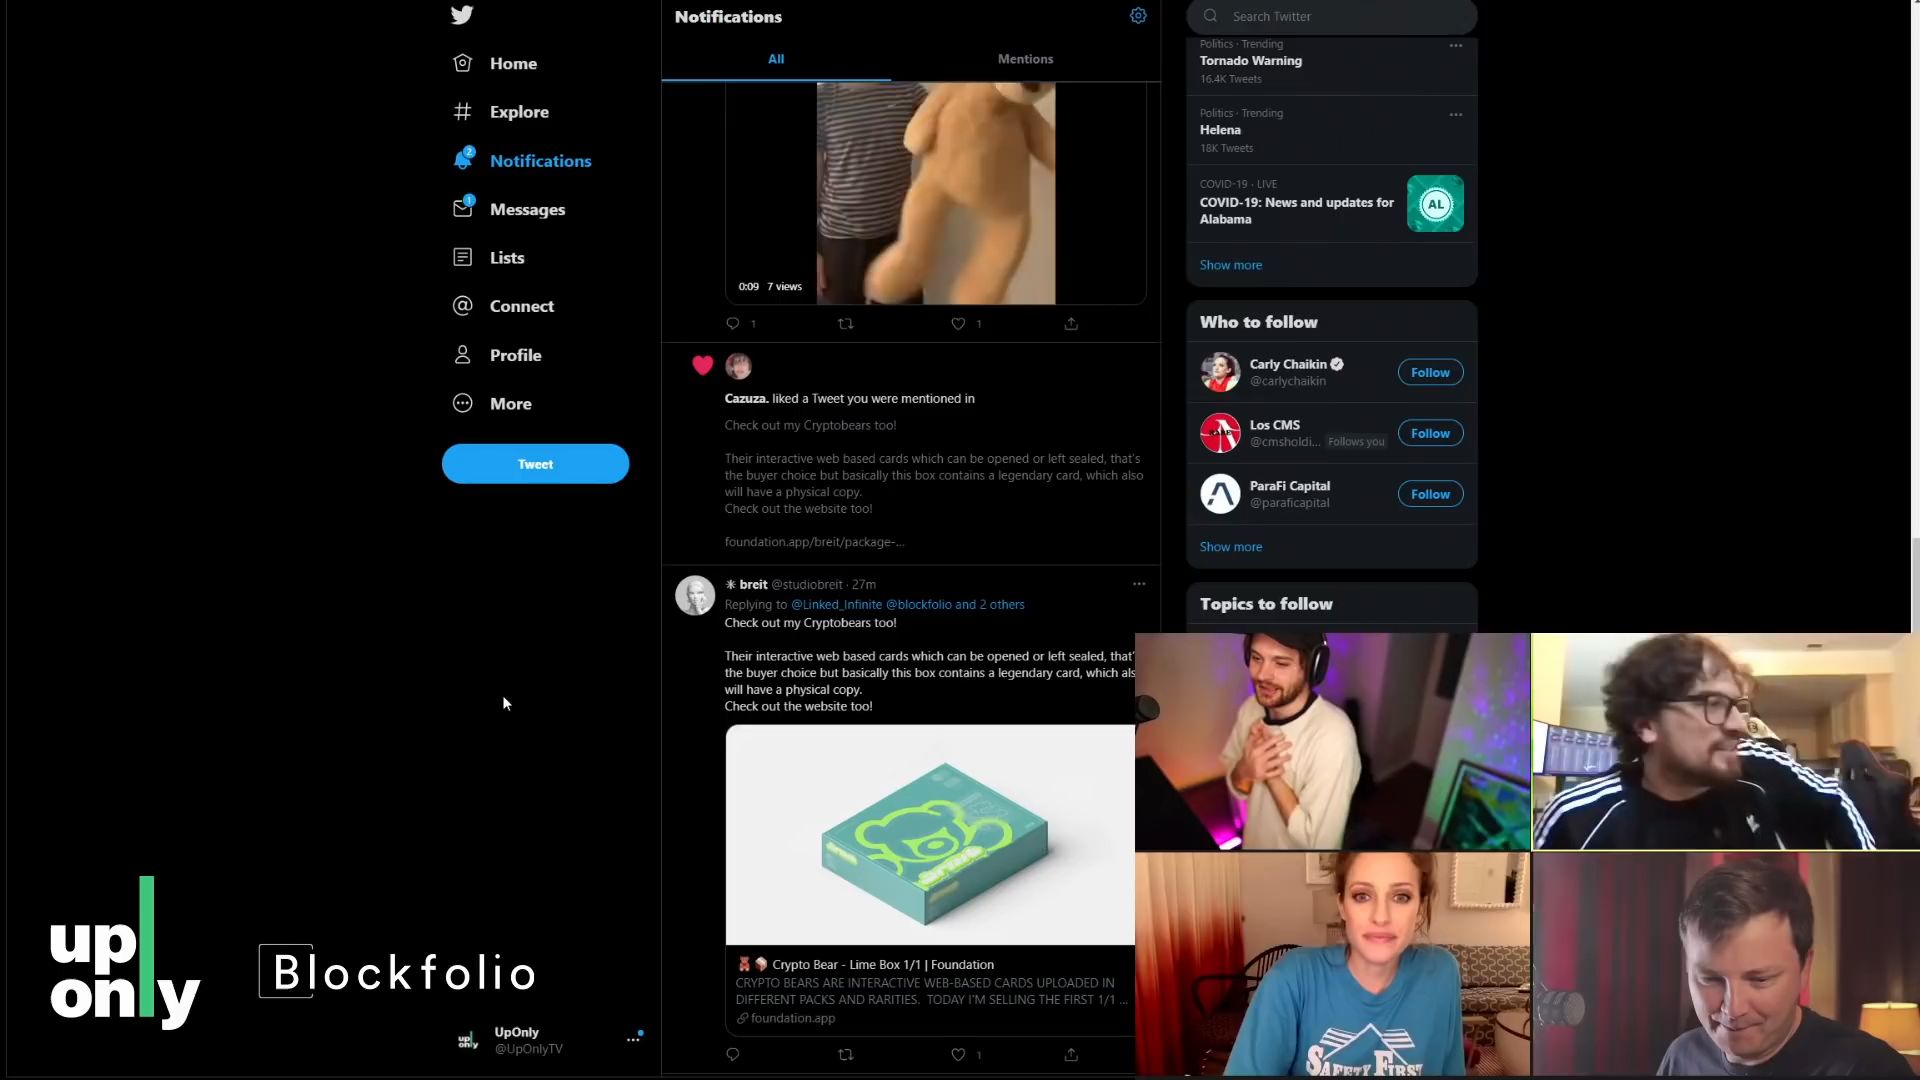 Home
Explore
2
Notifications
1
Messages
Lists
Connect
Profile
More
Tweet
up only
Blockfolio
up only
UpOnly
@UpOnlyTV
Notifications
All
Mentions
0:09 7 views
1
1
Cazuza. liked a Tweet you were mentioned in
Check out my Cryptobears too!
Their interactive web based cards which can be opened or left sealed, that's
the buyer choice but basically this box contains a legendary card, which also
will have a physical copy.
Check out the website too!
foundation.app/breit/package-...
breit @studiobreit · 27m
Replying to @Linked_Infinite @blockfolio and 2 others
Check out my Cryptobears too!
Their interactive web based cards which can be opened or left sealed, that'
the buyer choice but basically this box contains a legendary card, which als
will have a physical copy.
Check out the website too!
Crypto Bear - Lime Box 1/1 | Foundation
CRYPTO BEARS ARE INTERACTIVE WEB-BASED CARDS UPLOADED IN
DIFFERENT PACKS AND RARITIES. TODAY I'M SELLING THE FIRST 1/1 ...
foundation.app
1
Search Twitter
Politics · Trending
Tornado Warning
16.4K Tweets
Politics · Trending
Helena
18K Tweets
COVID-19 · LIVE
COVID-19: News and updates for
Alabama
AL
Show more
Who to follow
Carly Chaikin
@carlychaikin
Follow
Los CMS
@cmsholdi... Follows you
Follow
ParaFi Capital
@paraficapital
Follow
Show more
Topics to follow
SAFETY FIRST